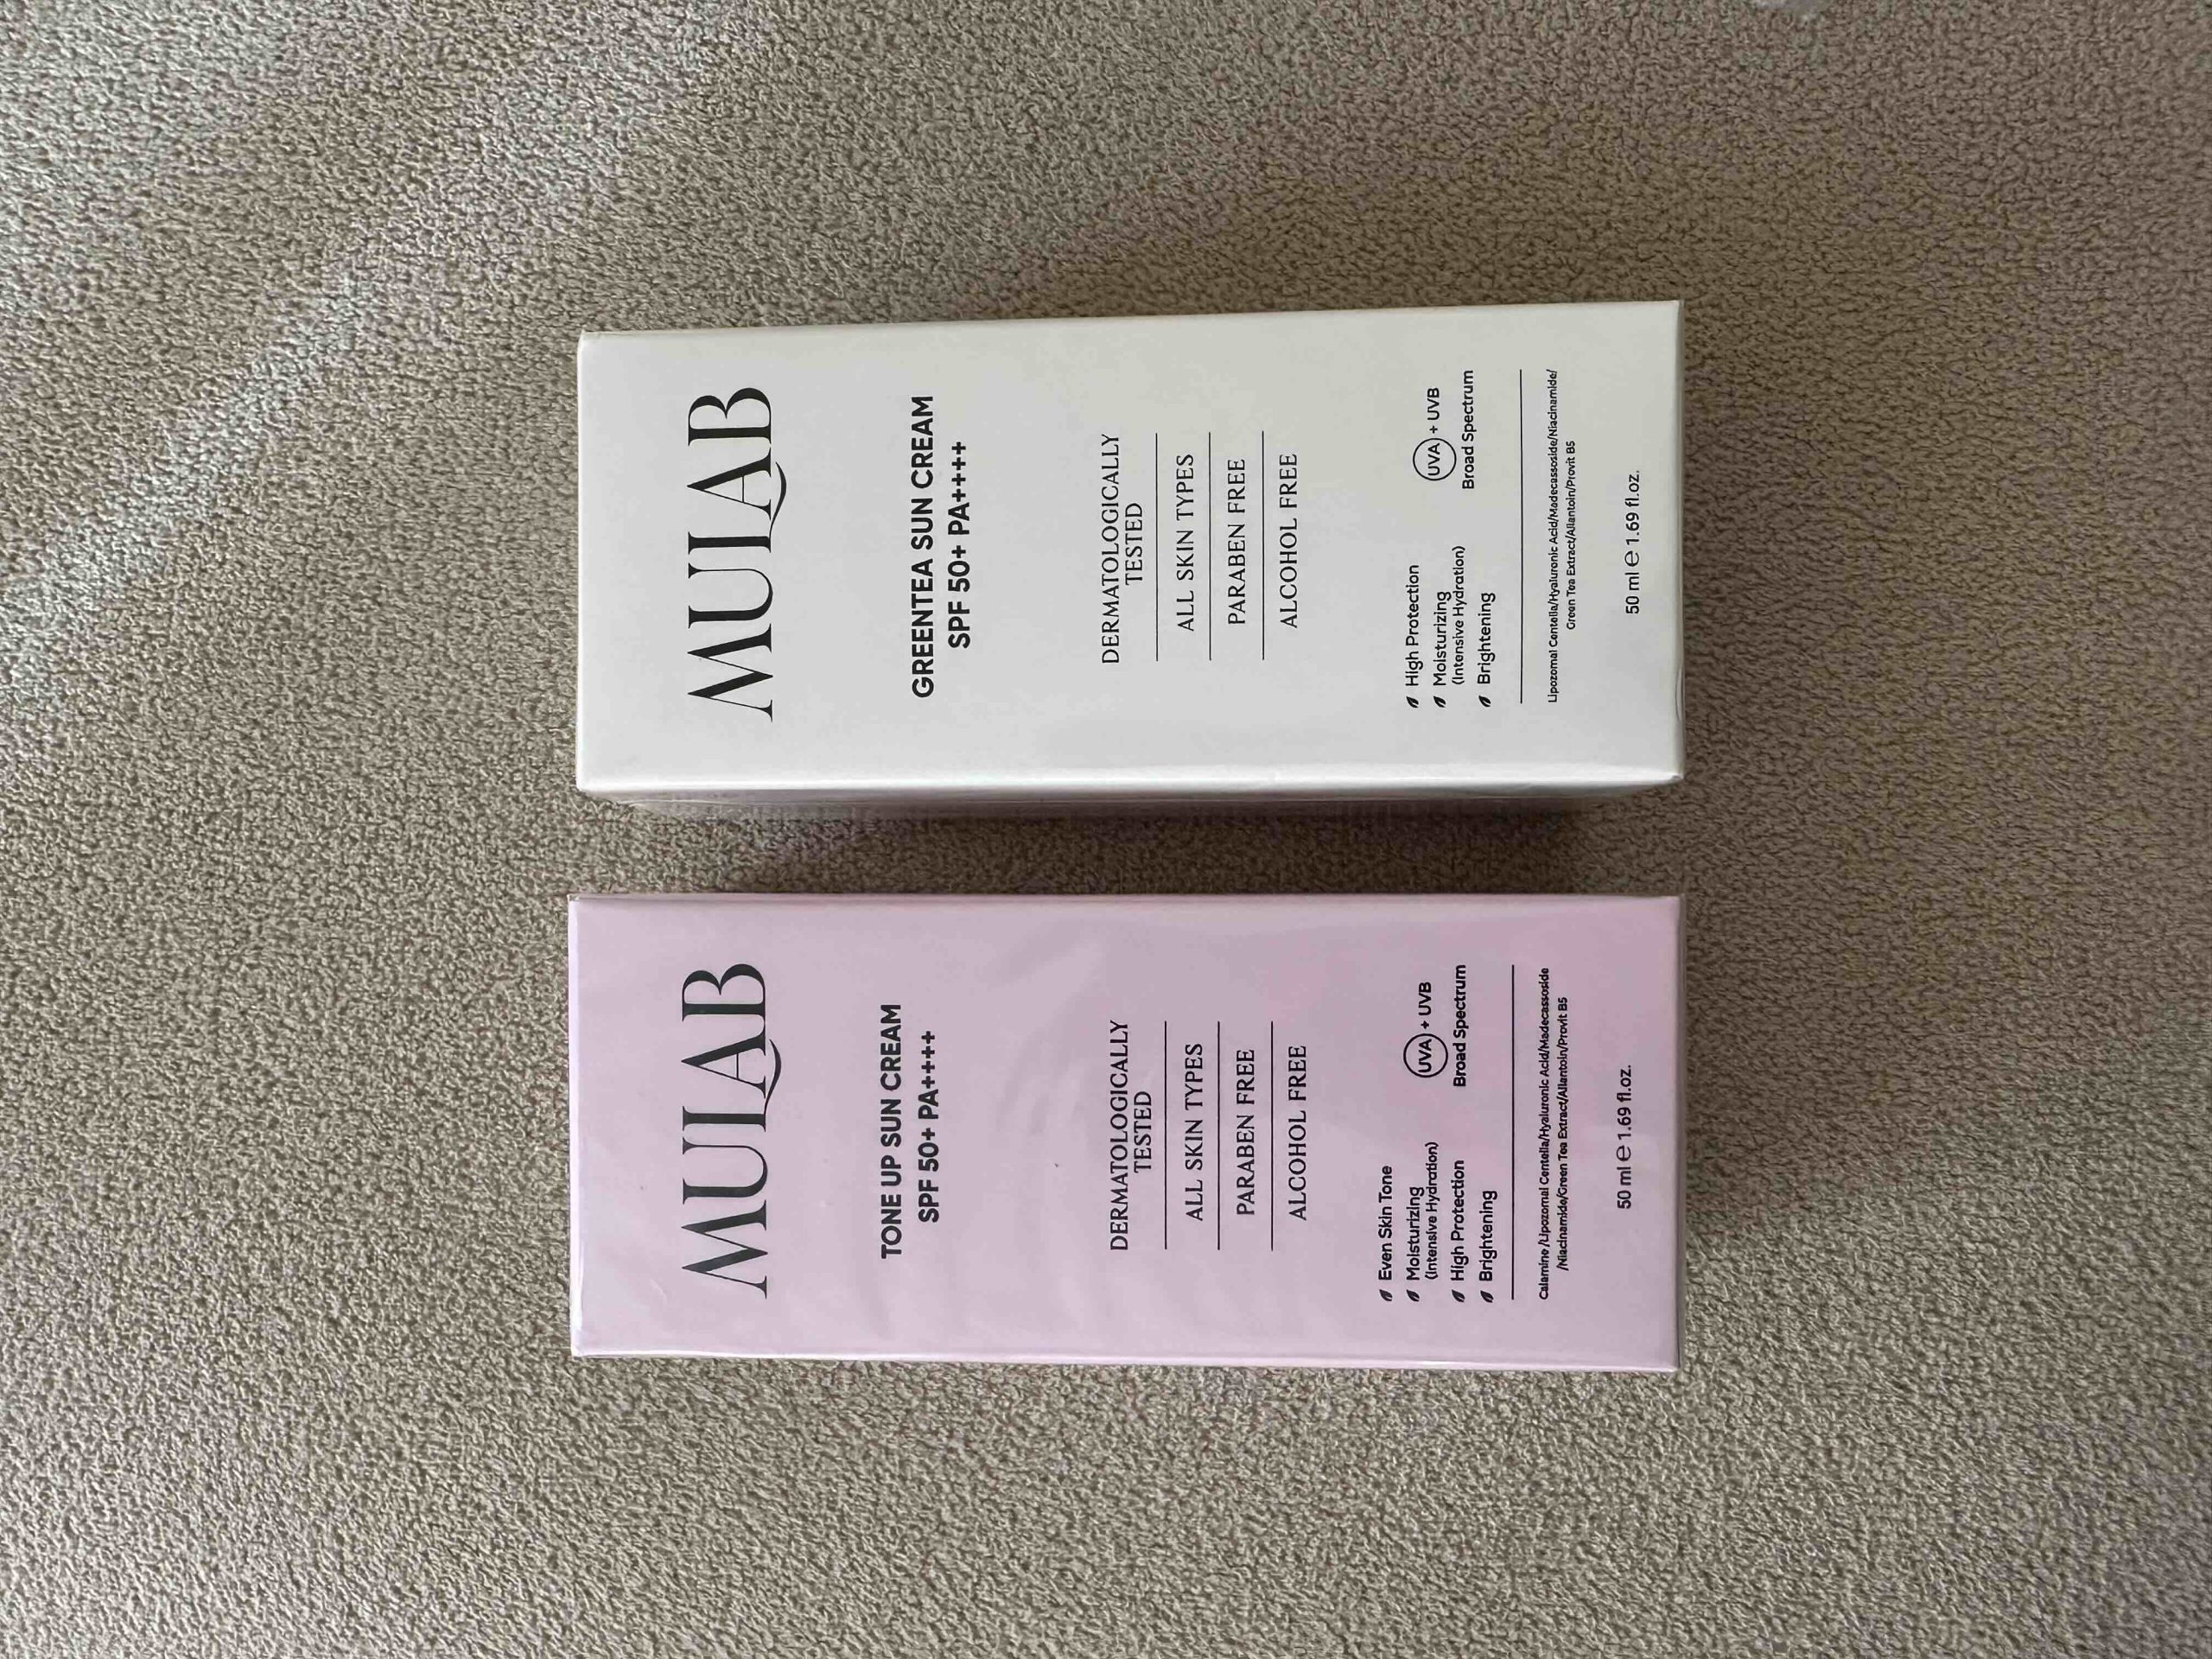 MULAB
TONE UP SUN CREAM
SPF 50+ PA++++
DERMATOLOGICALLY
TESTED
ALL SKIN TYPES
PARABEN FREE
ALCOHOL FREE
Even Skin Tone
Moisturizing
(Intensive Hydration)
High Protection
Brightening
UVA + UVB
Broad Spectrum
Calamine /Lipozomal Centella/Hyaluronic Acid/Madecassoside
/Niacinamide/Green Tea Extract/Allantoin/Provit B5
50 ml ℮ 1.69 fl.oz.
MULAB
GREENTEA SUN CREAM
SPF 50+ PA++++
DERMATOLOGICALLY
TESTED
ALL SKIN TYPES
PARABEN FREE
ALCOHOL FREE
High Protection
Moisturizing
(Intensive Hydration)
Brightening
UVA + UVB
Broad Spectrum
Lipozomal Centella/Hyaluronic Acid/Madecassoside/Niacinamide/
Green Tea Extract/Allantoin/Provit B5
50 ml ℮ 1.69 fl.oz.